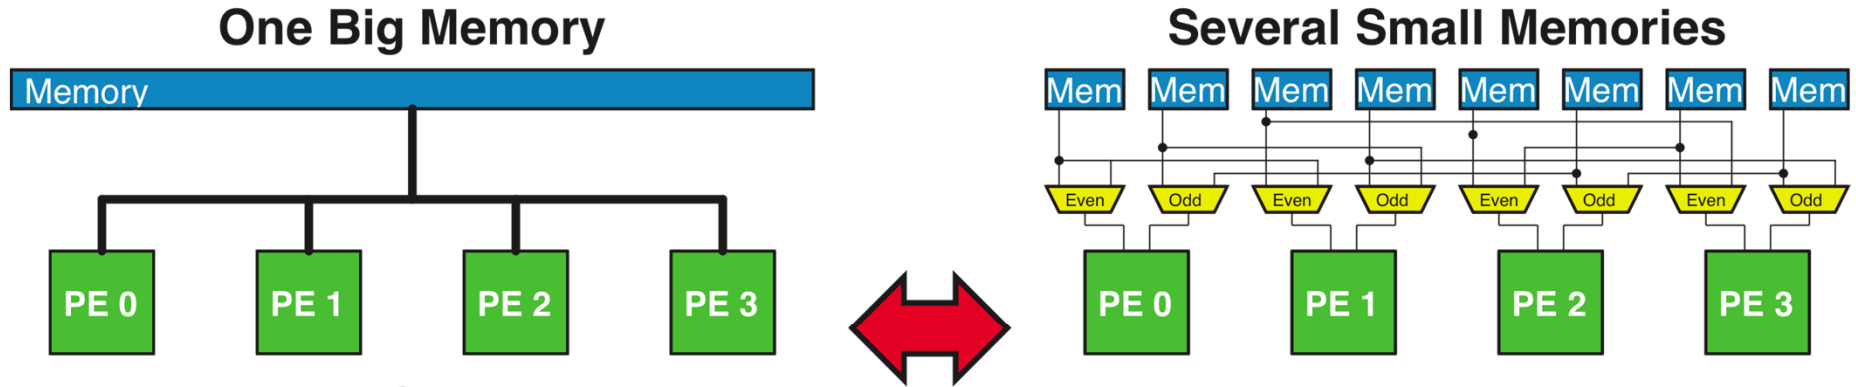 One Big Memory
Memory
PE 0 PE 1 PE 2 PE 3
Several Small Memories
Mem Mem Mem Mem Mem Mem Mem Mem
Even Odd Even Odd Even Odd Even Odd
PE 0 PE 1 PE 2 PE 3